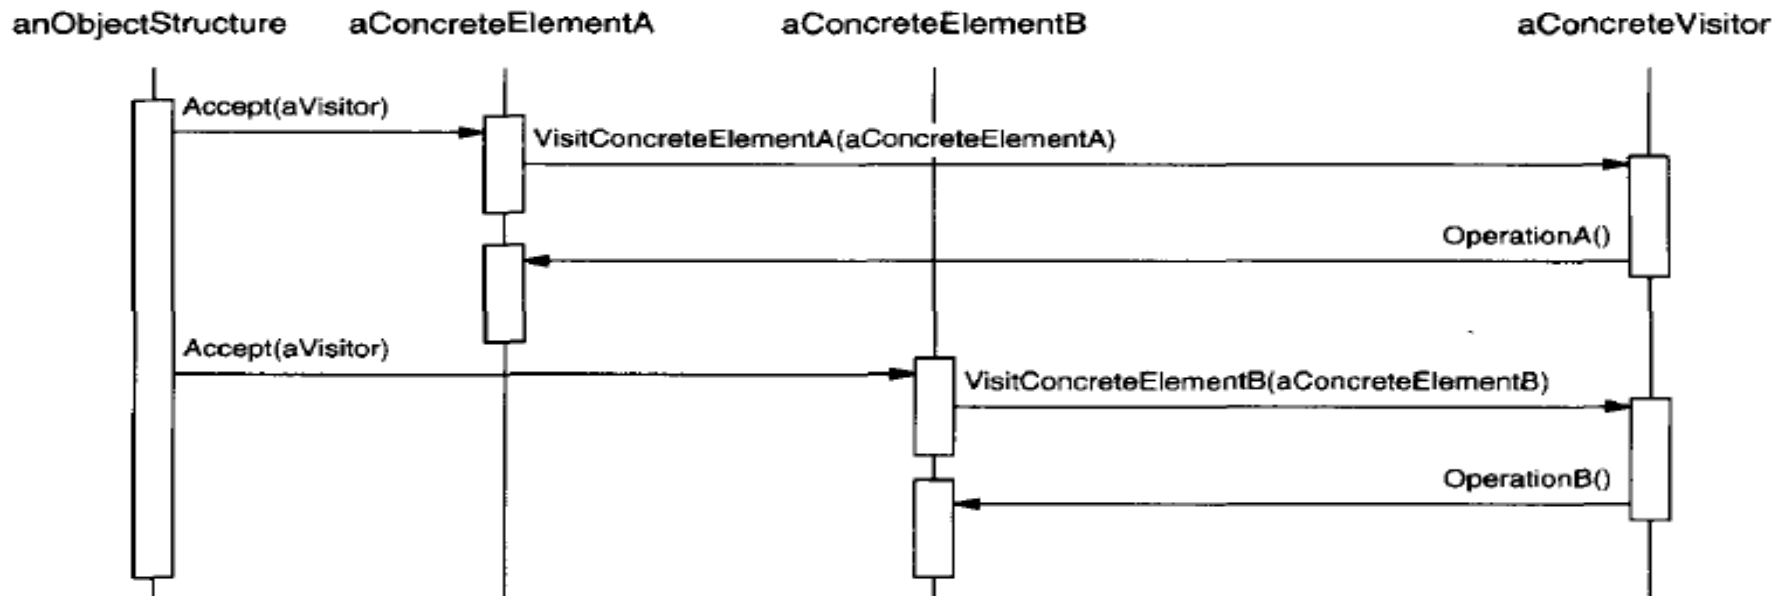 anObjectStructure aConcreteElementA aConcreteElementB aConcreteVisitor
Accept(aVisitor)
VisitConcreteElementA(aConcreteElementA)
OperationA()
Accept(aVisitor)
VisitConcreteElementB(aConcreteElementB)
OperationB()